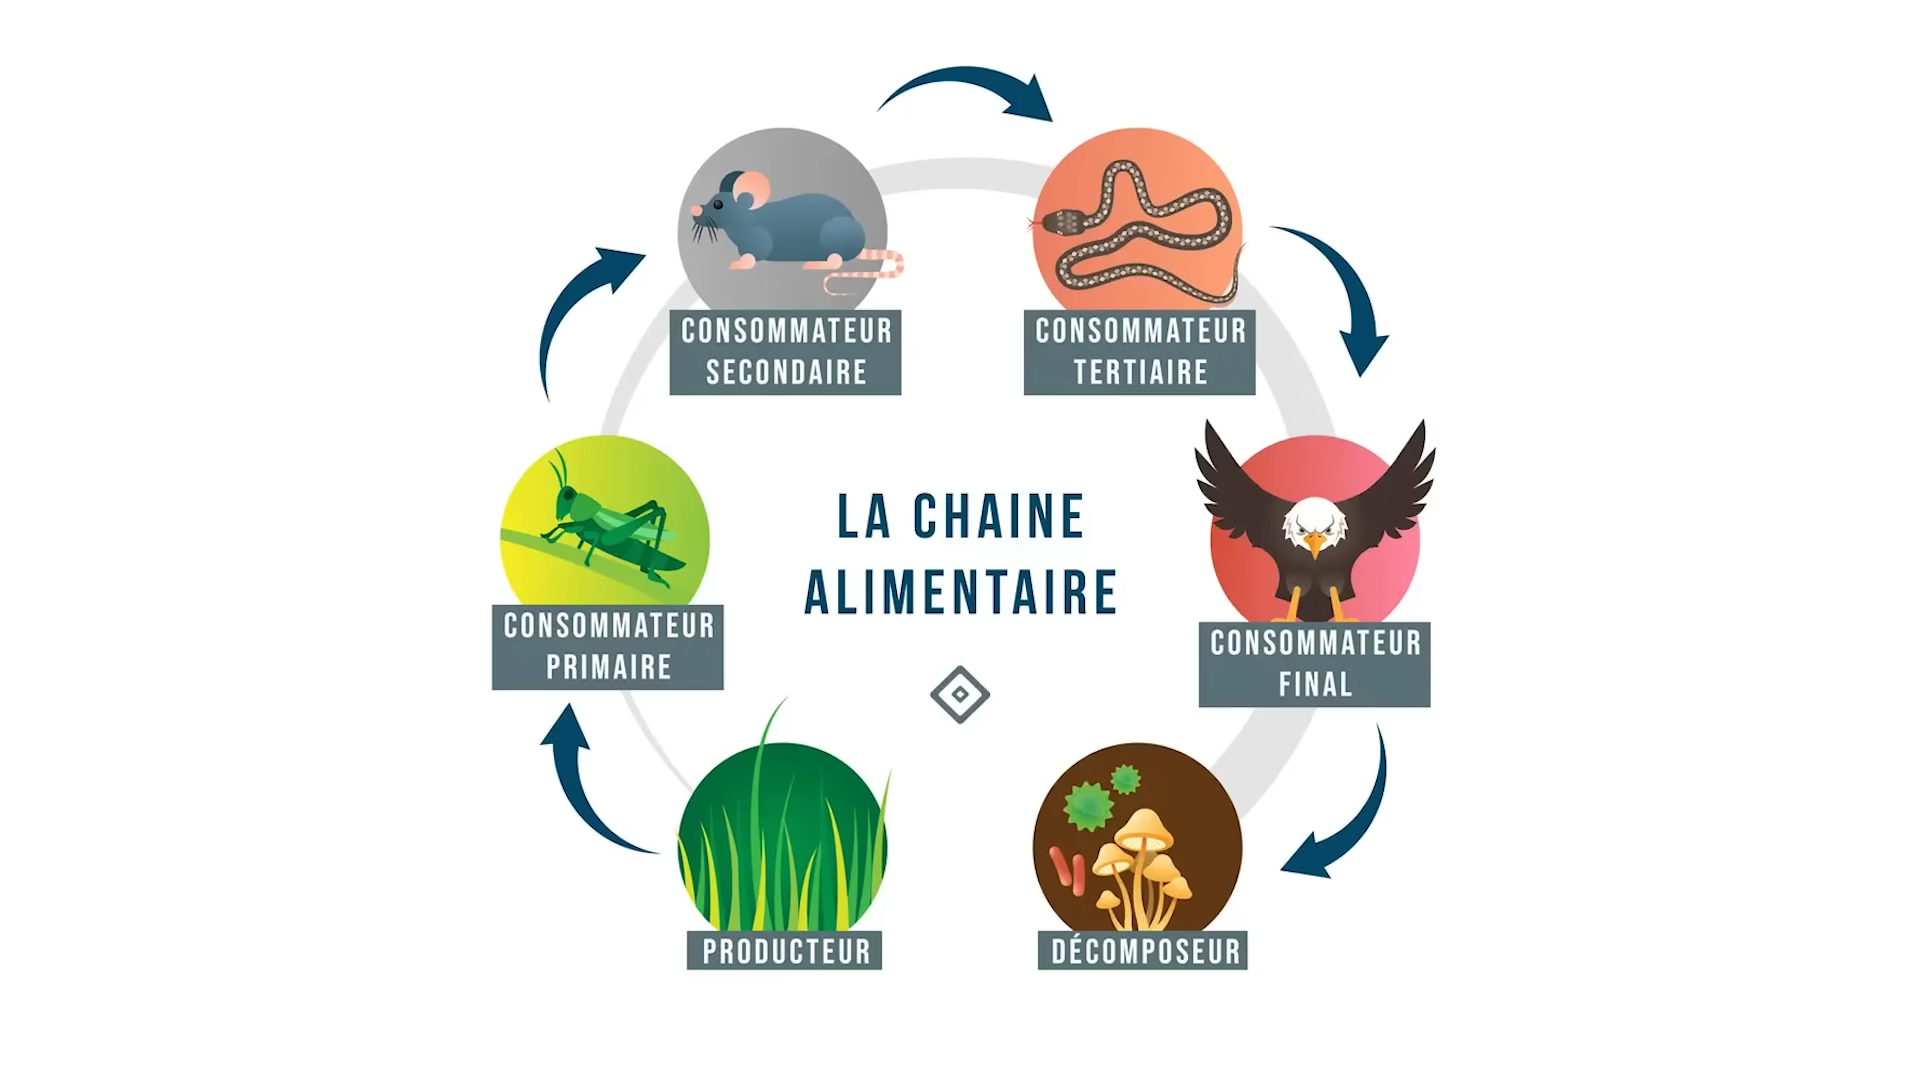 CONSOMMATEUR
SECONDAIRE
CONSOMMATEUR
TERTIAIRE
LA CHAINE
ALIMENTAIRE
CONSOMMATEUR
PRIMAIRE
CONSOMMATEUR
FINAL
PRODUCTEUR
DÉCOMPOSEUR